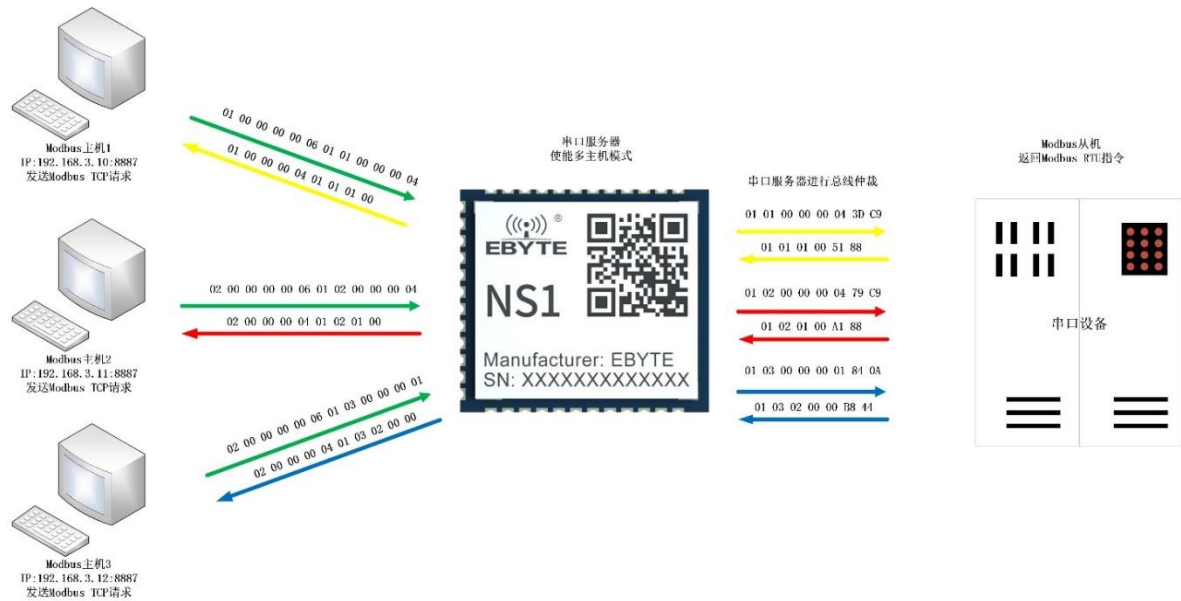 Modbus主机1
IP:192.168.3.10:8887
发送Modbus TCP请求
01 00 00 00 00 06 01 01 00 00 00 04
01 00 00 00 04 01 01 01 00
Modbus主机2
IP:192.168.3.11:8887
发送Modbus TCP请求
02 00 00 00 00 06 01 02 00 00 00 04
02 00 00 00 04 01 02 01 00
Modbus主机3
IP:192.168.3.12:8887
发送Modbus TCP请求
02 00 00 00 00 06 01 03 00 00 00 01
02 00 00 00 04 01 03 02 00 00
串口服务器
使能多主机模式
®
EBYTE
NS1
Manufacturer: EBYTE
SN: XXXXXXXXXXXXX
串口服务器进行总线仲裁
01 01 00 00 00 04 3D C9
01 01 01 00 51 88
01 02 00 00 00 04 79 C9
01 02 01 00 A1 88
01 03 00 00 00 01 84 0A
01 03 02 00 00 B8 44
Modbus从机
返回Modbus RTU指令
串口设备